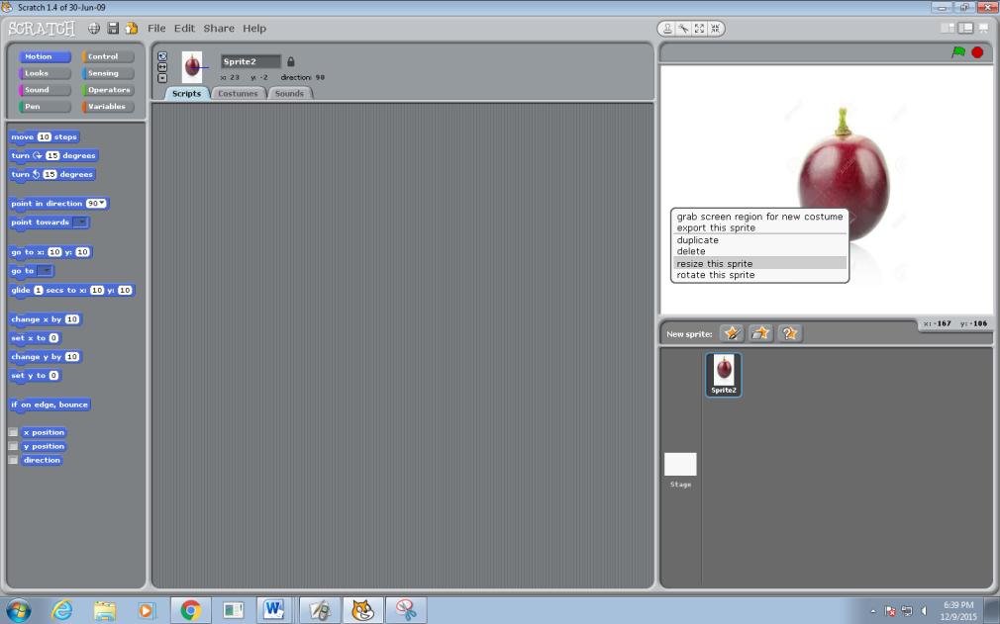 Scratch 1.4 of 30-Jun-09
SCRATCH File Edit Share Help
Motion Control
Looks Sensing
Sound Operators
Pen Variables
move 10 steps
turn 15 degrees
turn 15 degrees
point in direction 90
point towards
go to x: 10 y: 10
go to
glide 1 secs to x: 10 y: 10
change x by 10
set x to 0
change y by 10
set y to 0
if on edge, bounce
x position
y position
direction
Sprite2
x: 23 y: -2 direction: 90
Scripts Costumes Sounds
grab screen region for new costume
export this sprite
duplicate
delete
resize this sprite
rotate this sprite
x: -167 y: -106
New sprite:
Sprite2
Stage
6:39 PM
12/9/2015